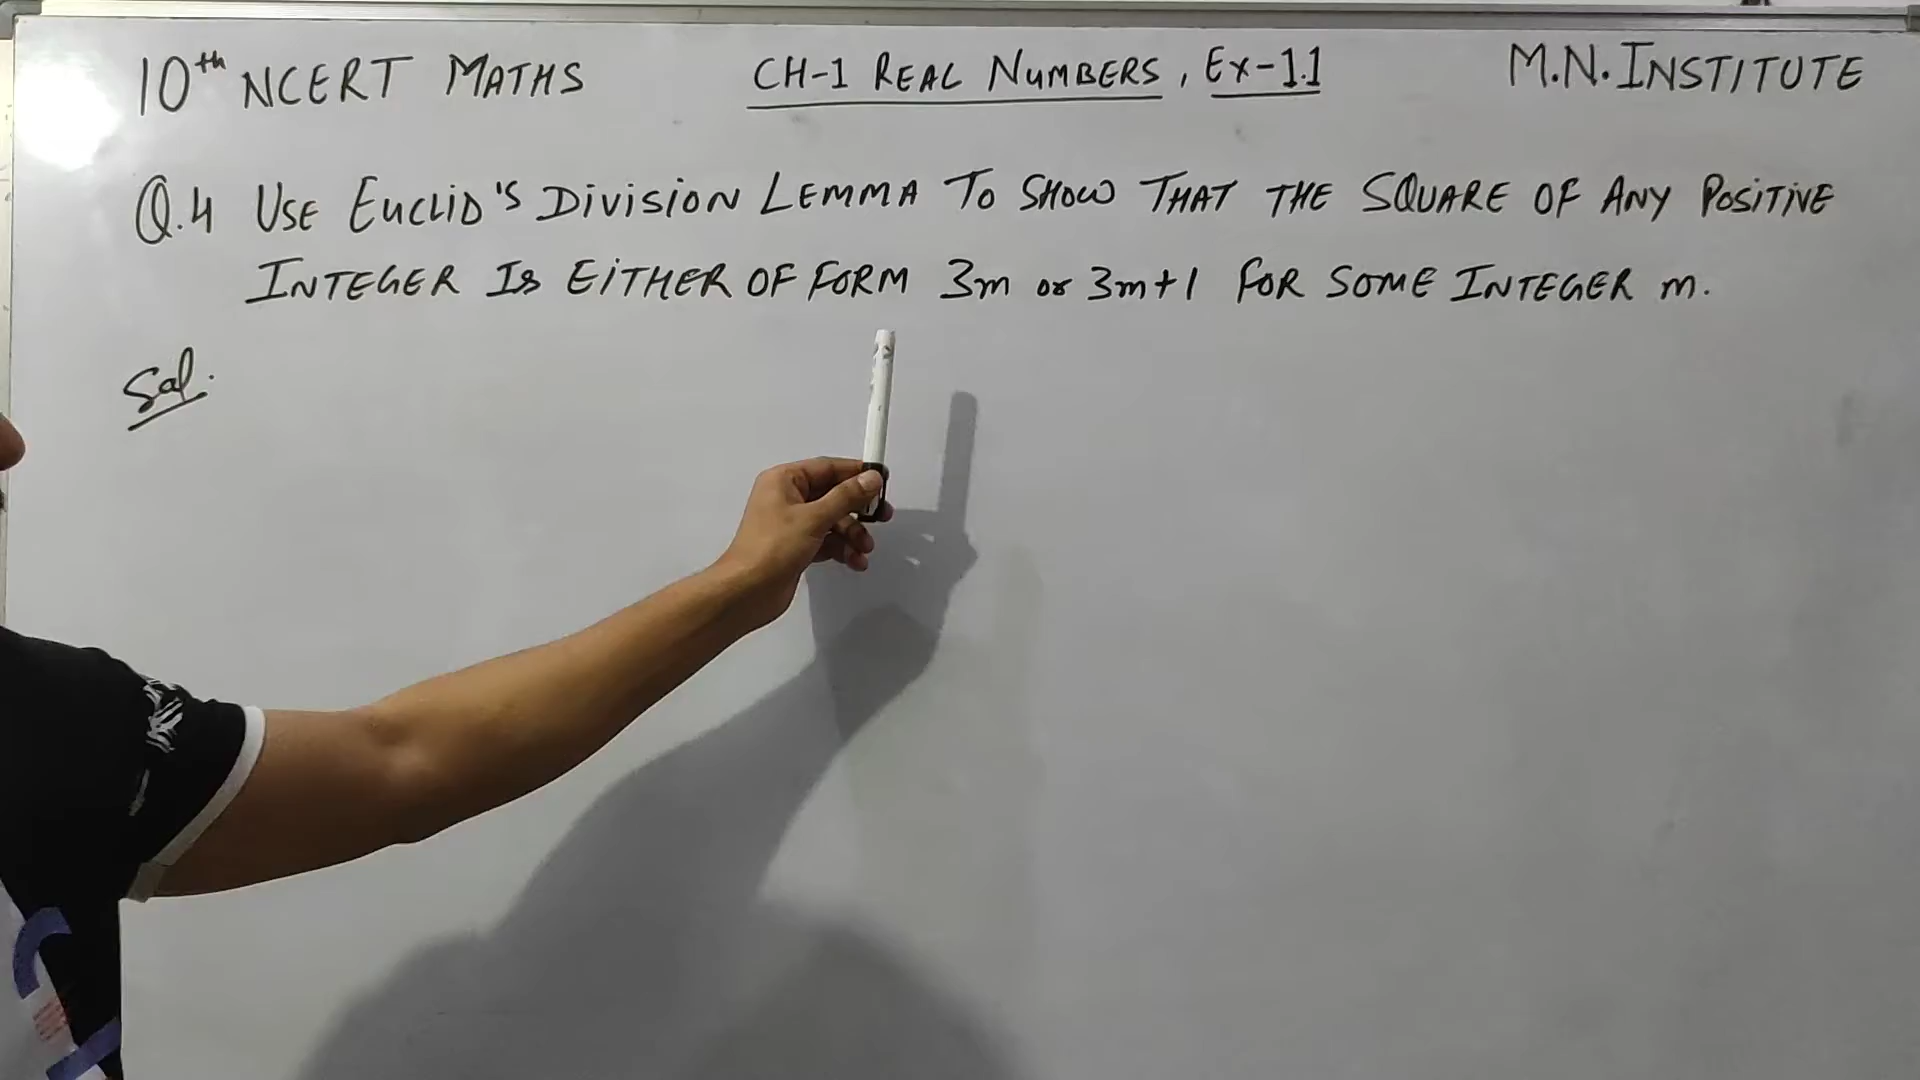 10th NCERT MATHS CH-1 REAL NUMBERS, Ex-1.1 M.N. INSTITUTE
Q.4 USE EUCLID'S DIVISION LEMMA TO SHOW THAT THE SQUARE OF ANY POSITIVE
INTEGER IS EITHER OF FORM 3m or 3m+1 FOR SOME INTEGER m.
Sol.